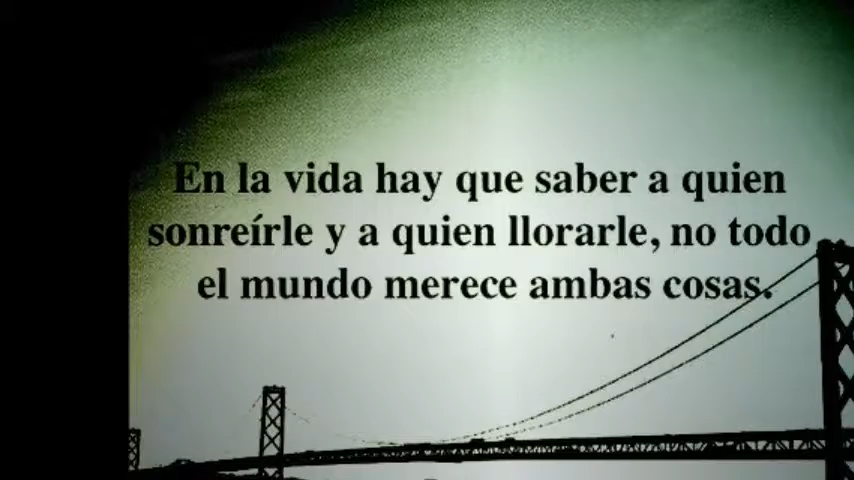 En la vida hay que saber a quien
sonreírle y a quien llorarle, no todo
el mundo merece ambas cosas.